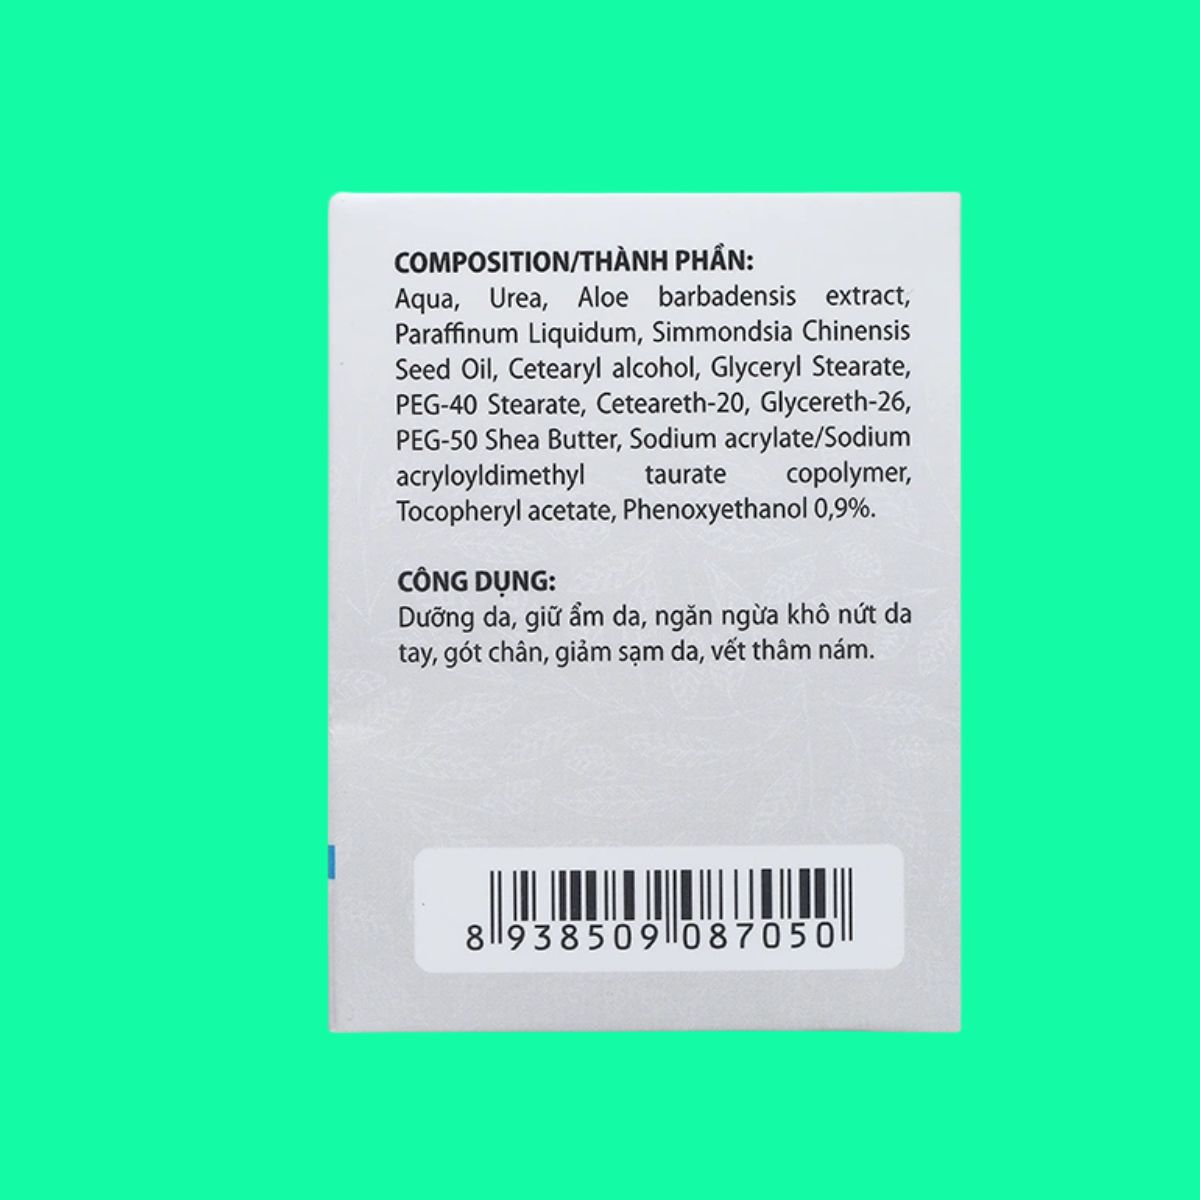 COMPOSITION/THÀNH PHẦN:
Aqua, Urea, Aloe barbadensis extract,
Paraffinum Liquidum, Simmondsia Chinensis
Seed Oil, Cetearyl alcohol, Glyceryl Stearate,
PEG-40 Stearate, Ceteareth-20, Glycereth-26,
PEG-50 Shea Butter, Sodium acrylate/Sodium
acryloyldimethyl taurate copolymer,
Tocopheryl acetate, Phenoxyethanol 0,9%.
CÔNG DỤNG:
Dưỡng da, giữ ẩm da, ngăn ngừa khô nứt da
tay, gót chân, giảm sạm da, vết thâm nám.
8 938509 087050